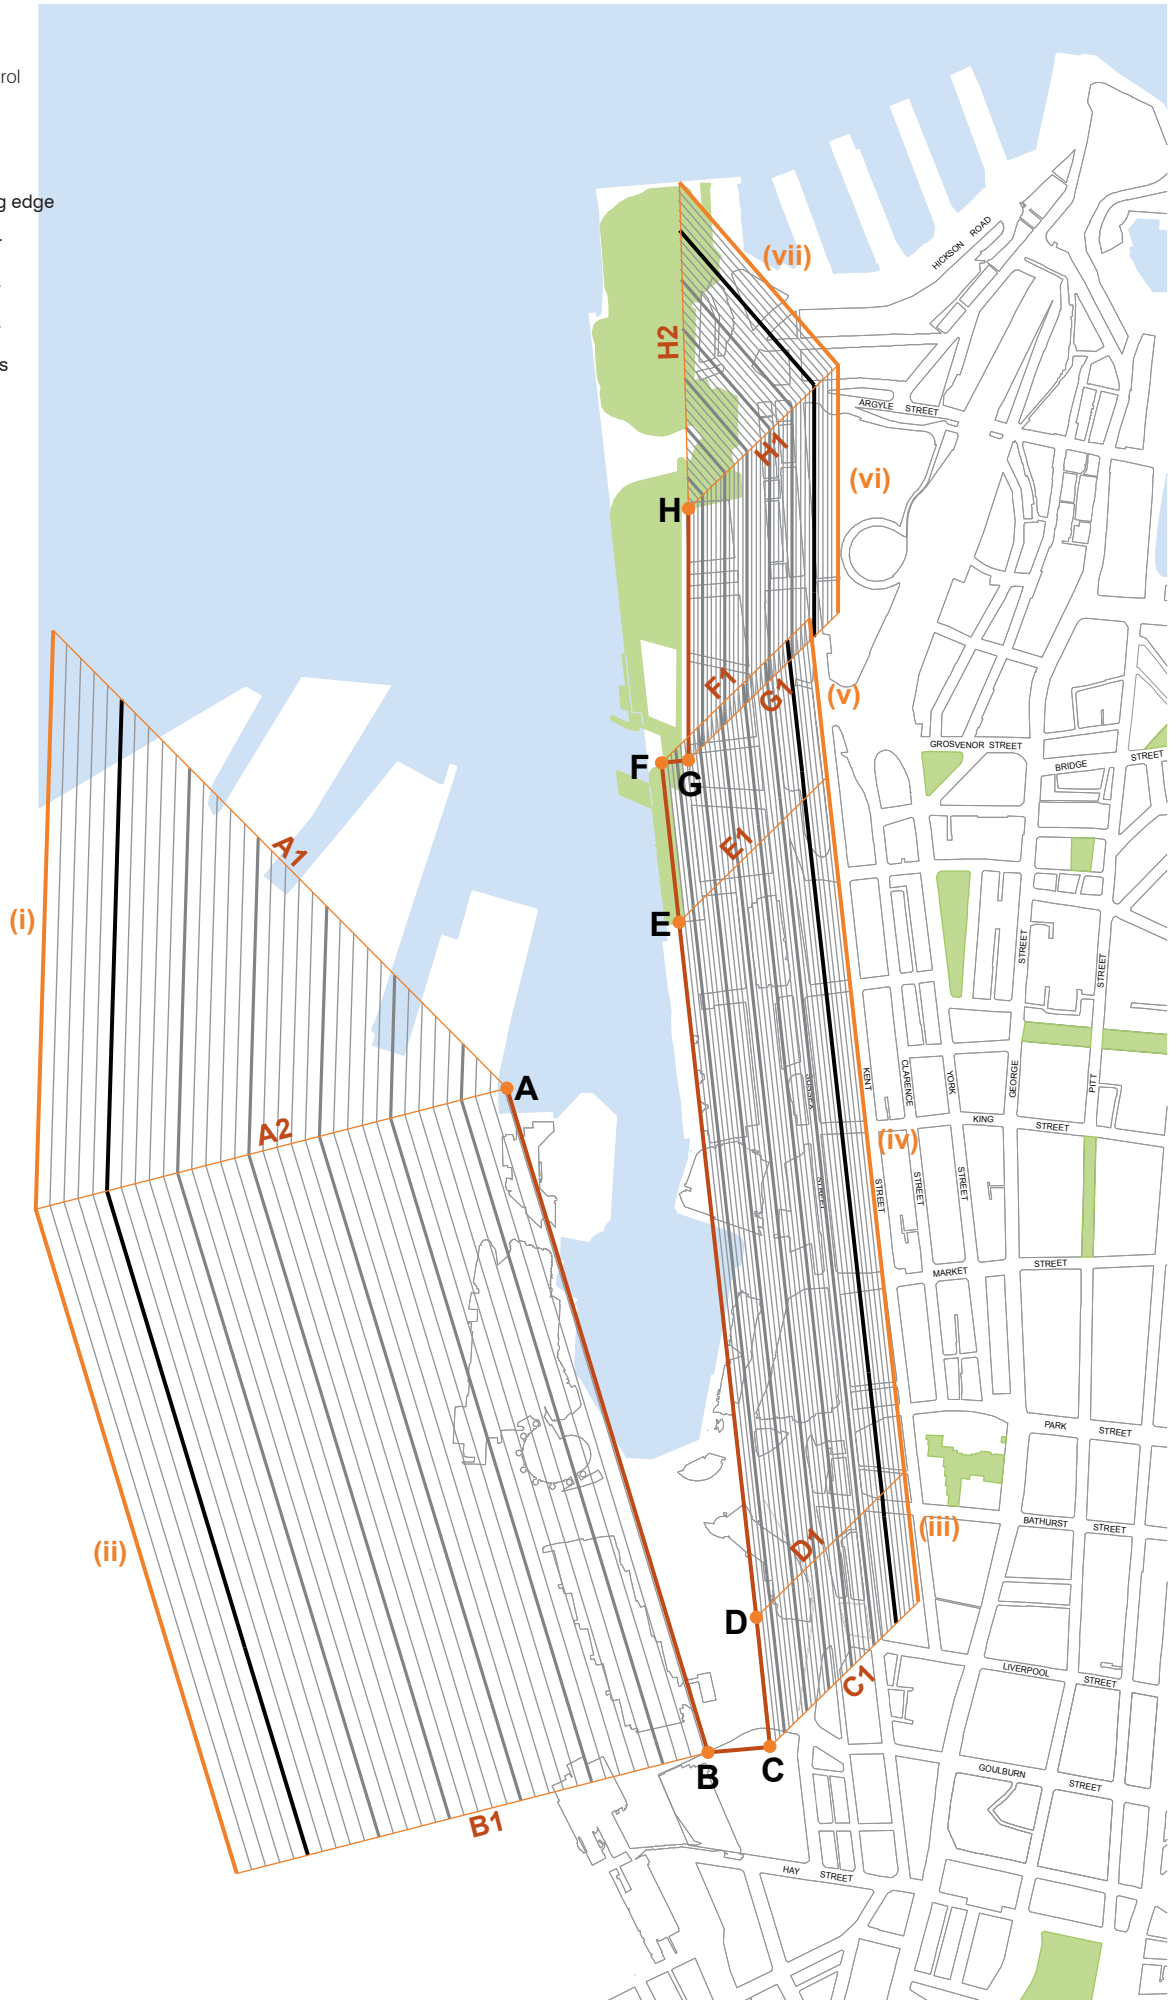 rol
g edge
s
(vii)
HICKSON ROAD
H2
ARGYLE STREET
H1
(vi)
H
F1
G1
(v)
GROSVENOR STREET
BRIDGE
STREET
F
G
A1
E1
(i)
E
STREET
STREET
A
KENT
CLARENCE
YORK
GEORGE
PITT
SUSSEX
KING
STREET
A2
(iv)
STREET
STREET
STREET
STREET
MARKET
STREET
PARK
STREET
(ii)
D1
(iii)
BATHURST
STREET
D
LIVERPOOL
STREET
C1
B
C
GOULBURN
STREET
B1
HAY
STREET